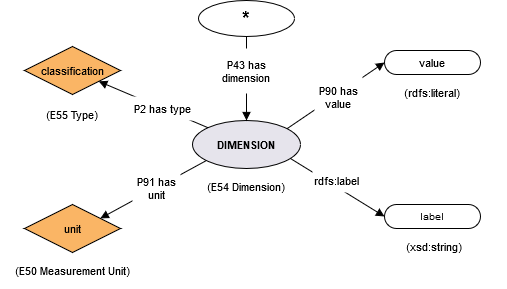 *
P43 has
dimension
classification
(E55 Type)
P2 has type
P90 has
value
value
(rdfs:literal)
DIMENSION
(E54 Dimension)
P91 has
unit
rdfs:label
unit
(E50 Measurement Unit)
label
(xsd:string)